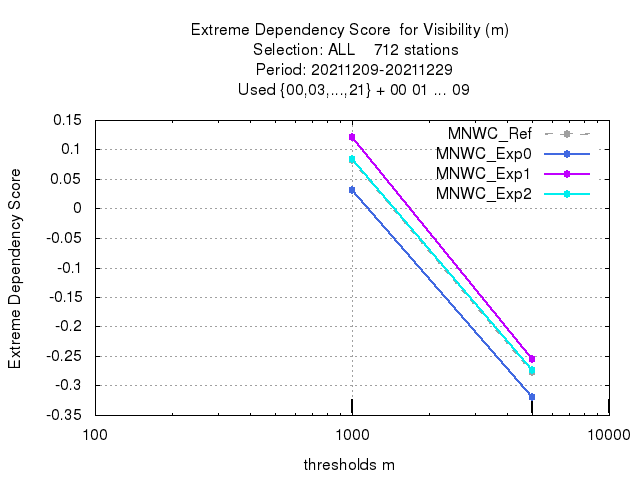 Extreme Dependency Score  for Visibility (m)
Selection: ALL    712 stations
Period: 20211209-20211229
Used {00,03,...,21} + 00 01 ... 09
MNWC_Ref
MNWC_Exp0
MNWC_Exp1
MNWC_Exp2
0.15
0.1
0.05
0
-0.05
-0.1
-0.15
-0.2
-0.25
-0.3
-0.35
Extreme Dependency Score
100 1000 10000
thresholds m